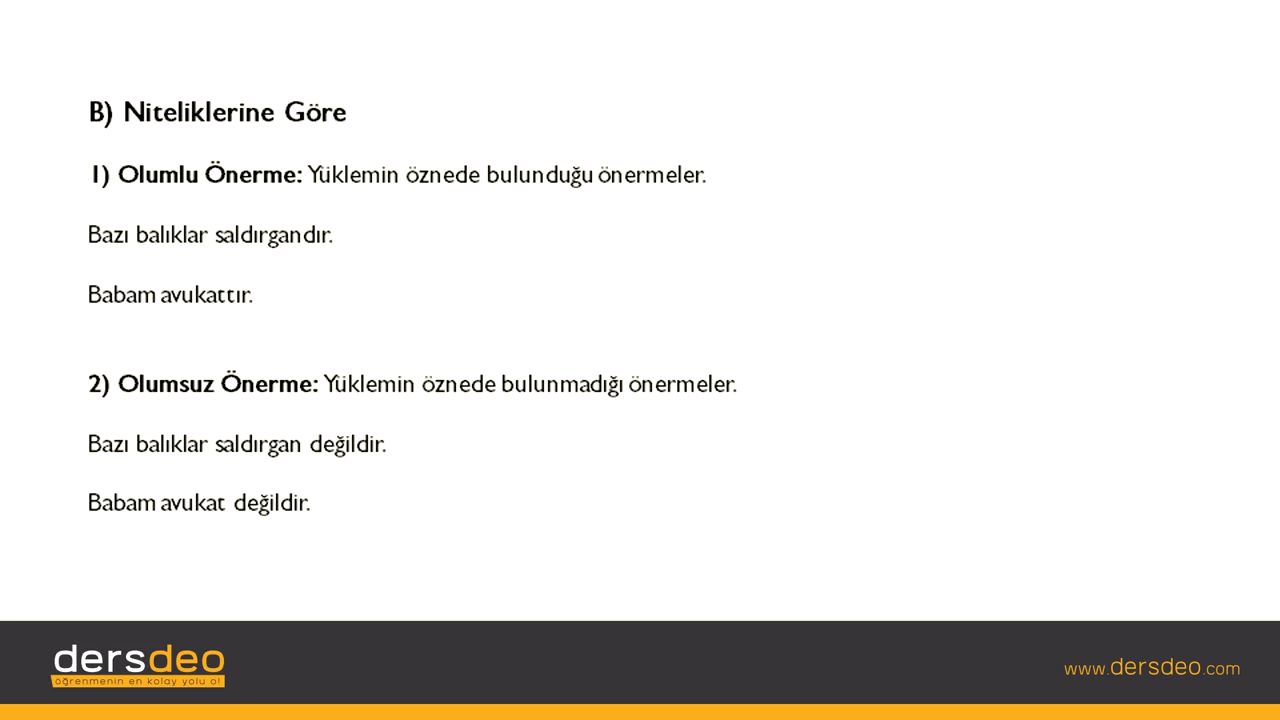 B) Niteliklerine Göre
1) Olumlu Önerme: Yüklemin öznede bulunduğu önermeler.
Bazı balıklar saldırgandır.
Babam avukattır.
2) Olumsuz Önerme: Yüklemin öznede bulunmadığı önermeler.
Bazı balıklar saldırgan değildir.
Babam avukat değildir.
dersdeo
öğrenmenin en kolay yolu o!
www.dersdeo.com